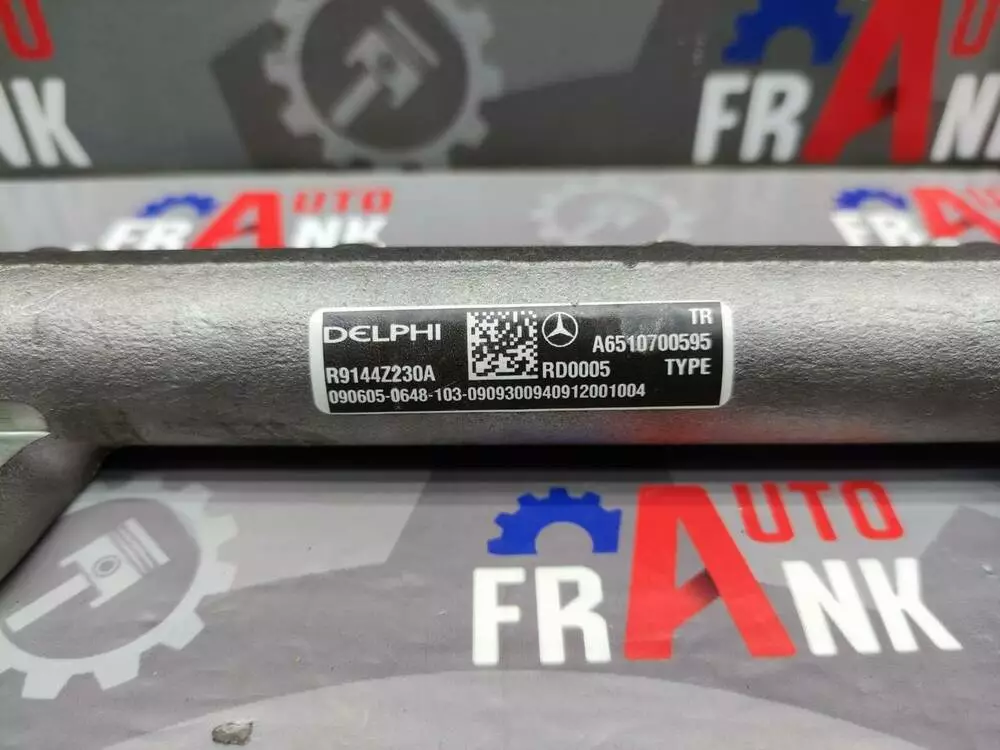 AUTO
FRANK
AUTO
FRANK
AUTO
FRANK
DELPHI
TR
A6510700595
R9144Z230A
RD0005
TYPE
090605-0648-103-0909300940912001004
AUTO
FRANK